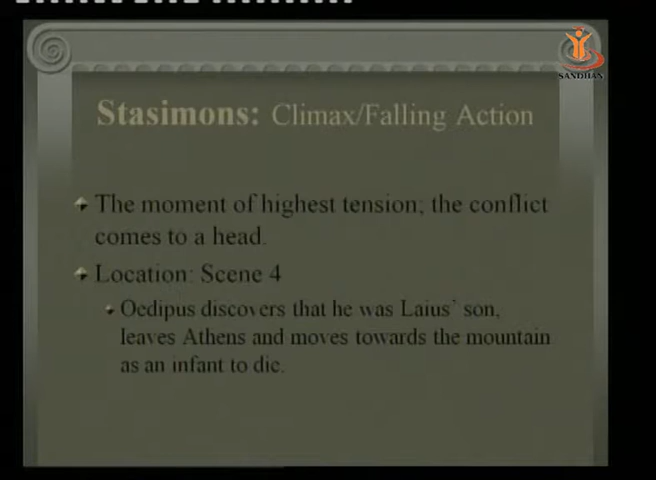 SANDHAN
Stasimons: Climax/Falling Action
The moment of highest tension; the conflict
comes to a head.
Location: Scene 4
Oedipus discovers that he was Laius' son,
leaves Athens and moves towards the mountain
as an infant to die.